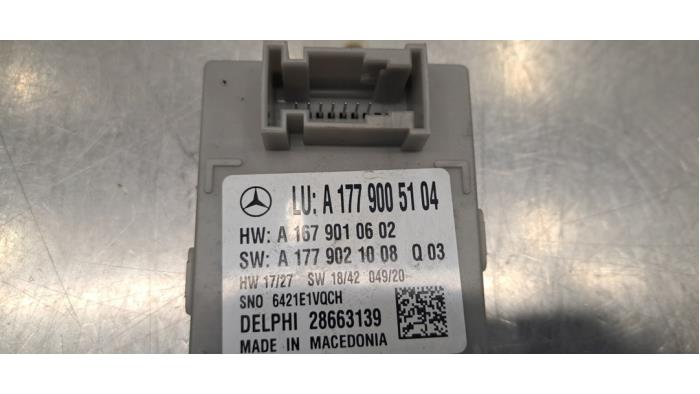 LU: A 177 900 51 04
HW: A 167 901 06 02
SW: A 177 902 10 08 Q 03
HW 17/27 SW 18/42 049/20
SNO 6421E1VQCH
DELPHI 28663139
MADE IN MACEDONIA